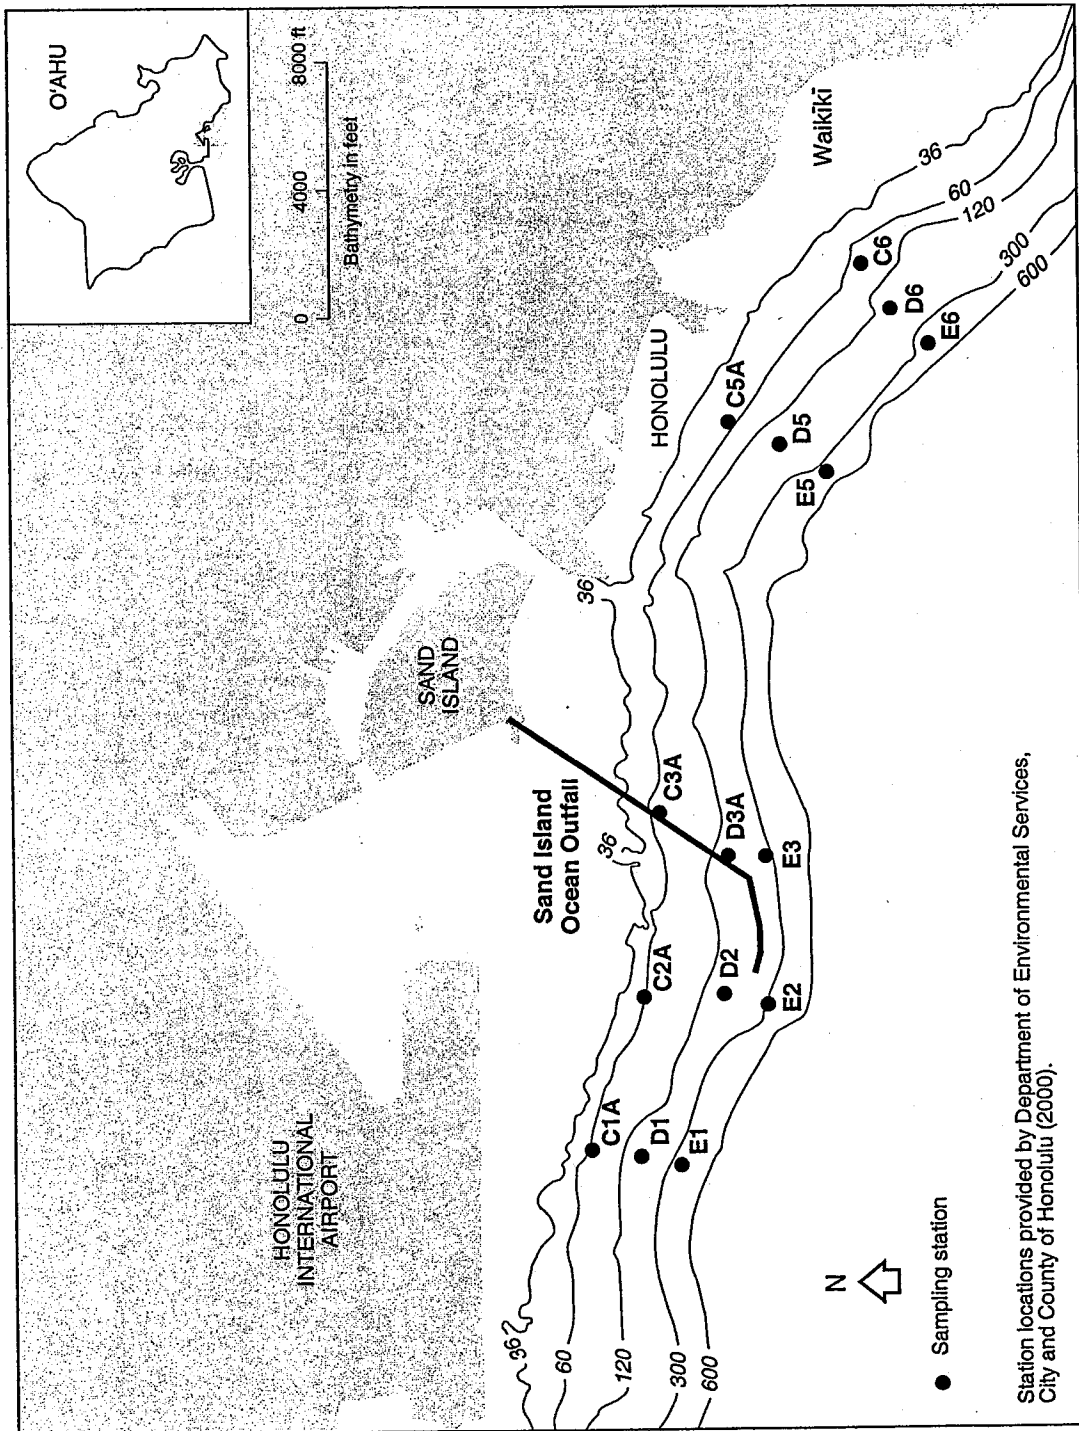 O'AHU
0
4000
8000 ft
Bathymetry in feet
HONOLULU
INTERNATIONAL
AIRPORT
SAND
ISLAND
HONOLULU
Waikīkī
Sand Island
Ocean Outfall
36
36
36
36
60
120
300
600
60
120
300
600
C1A
D1
E1
C2A
D2
E2
C3A
D3A
E3
C5A
D5
E5
C6
D6
E6
N
Sampling station
Station locations provided by Department of Environmental Services,
City and County of Honolulu (2000).